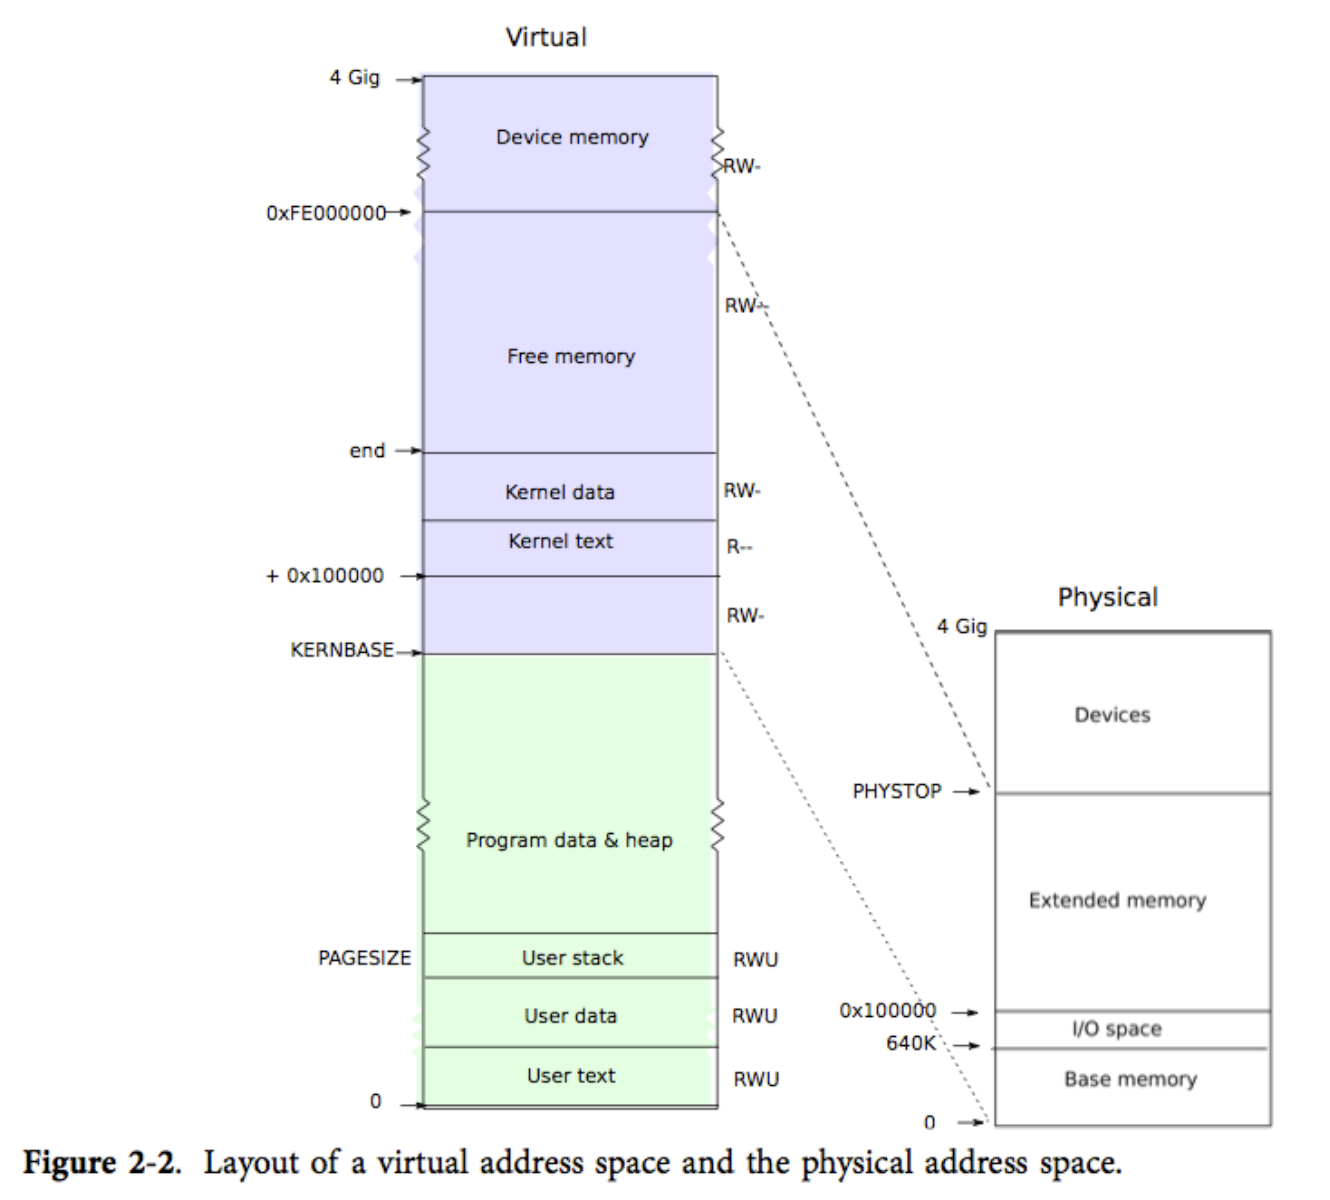 Virtual
4 Gig
Device memory
RW-
0xFE000000
RW--
Free memory
end
Kernel data
RW-
Kernel text
R--
+ 0x100000
RW-
KERNBASE
Program data & heap
PAGESIZE
User stack
RWU
User data
RWU
User text
RWU
0
Physical
4 Gig
Devices
PHYSTOP
Extended memory
0x100000
I/O space
640K
Base memory
0
Figure 2-2. Layout of a virtual address space and the physical address space.